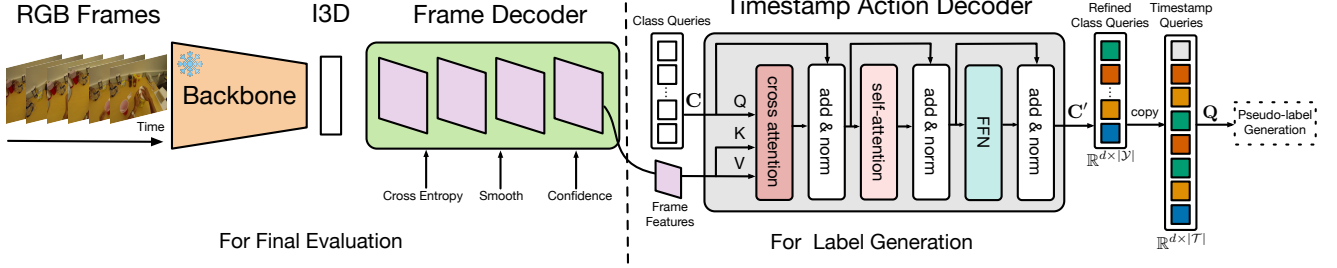 RGB Frames
I3D
Frame Decoder
Class Queries
Timestamp Action Decoder
Refined
Class Queries
Timestamp
Queries
Backbone
Time
Cross Entropy
Smooth
Confidence
For Final Evaluation
C
Q
K
V
Frame
Features
cross attention
add & norm
self-attention
add & norm
FFN
add & norm
C′
copy
Q
Pseudo-label
Generation
ℝ^{d×|𝒴|}
ℝ^{d×|𝒯|}
For Label Generation